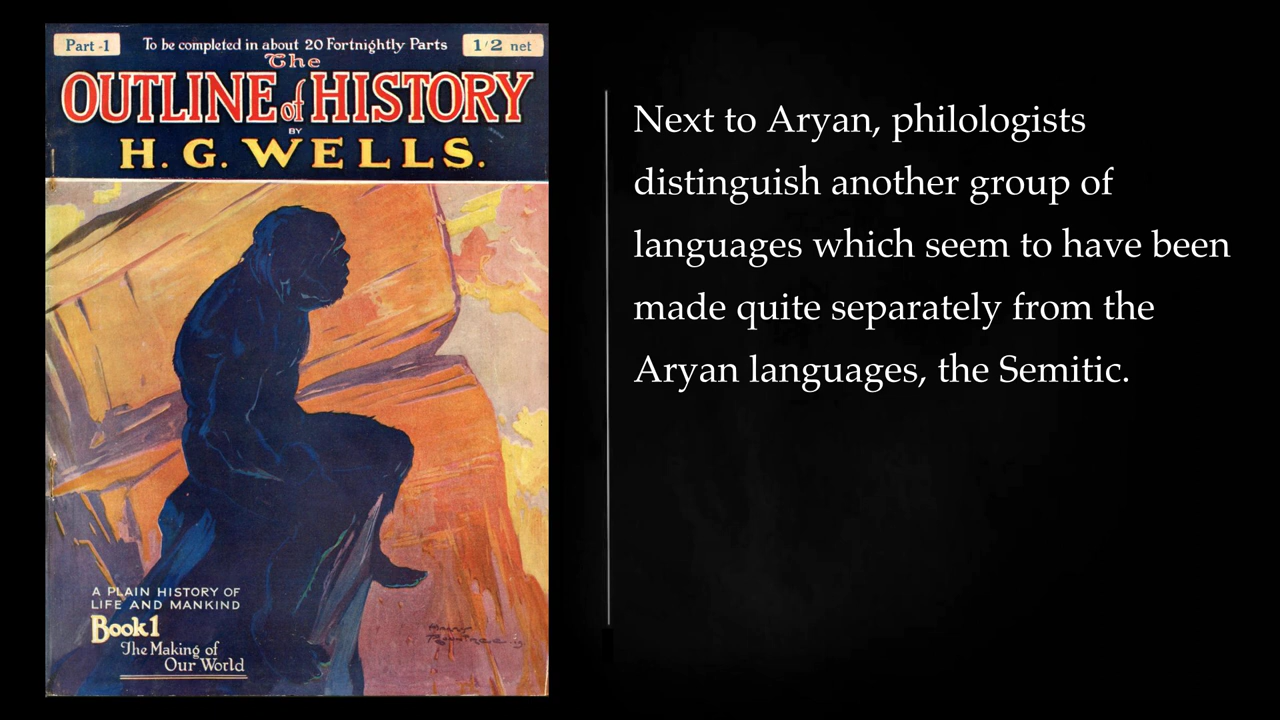 Part -1
To be completed in about 20 Fortnightly Parts
1/2 net
The
OUTLINE of HISTORY
BY
H. G. WELLS.
A PLAIN HISTORY OF
LIFE AND MANKIND
Book 1
The Making of
Our World
Next to Aryan, philologists
distinguish another group of
languages which seem to have been
made quite separately from the
Aryan languages, the Semitic.